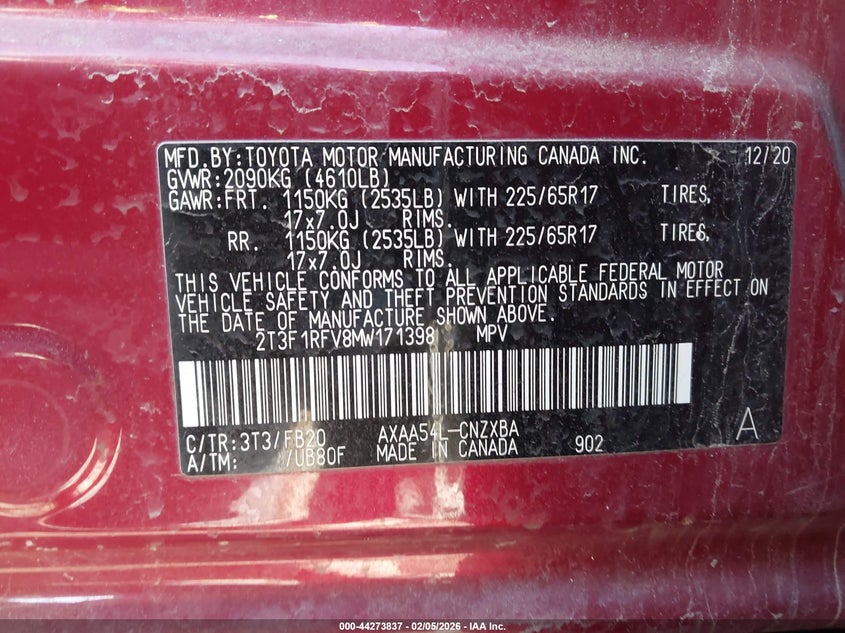 MFD.BY:TOYOTA MOTOR MANUFACTURING CANADA INC. 12/20
GVWR:2090KG (4610LB)
GAWR:FRT. 1150KG (2535LB) WITH 225/65R17 TIRES,
17x7.0J RIMS.
RR. 1150KG (2535LB) WITH 225/65R17 TIRES,
17x7.0J RIMS.
THIS VEHICLE CONFORMS TO ALL APPLICABLE FEDERAL MOTOR
VEHICLE SAFETY AND THEFT PREVENTION STANDARDS IN EFFECT ON
THE DATE OF MANUFACTURE SHOWN ABOVE.
2T3F1RFV8MW171398 MPV
C/TR:3T3/FB20 AXAA54L-CNZXBA A
A/TM: /UB80F MADE IN CANADA 902
000-44273837 - 02/05/2026 - IAA Inc.